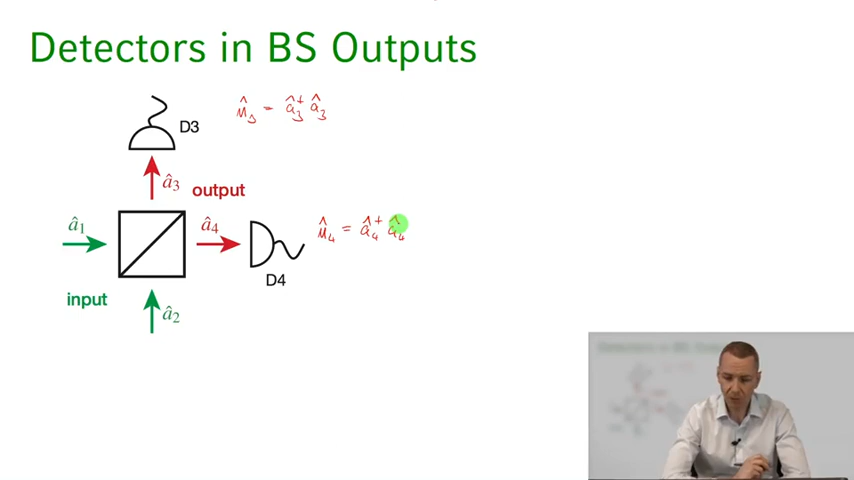 Detectors in BS Outputs
D3
n̂₃ = â₃† â₃
â₃
output
â₁
â₄
n̂₄ = â₄† â₄
D4
input
â₂